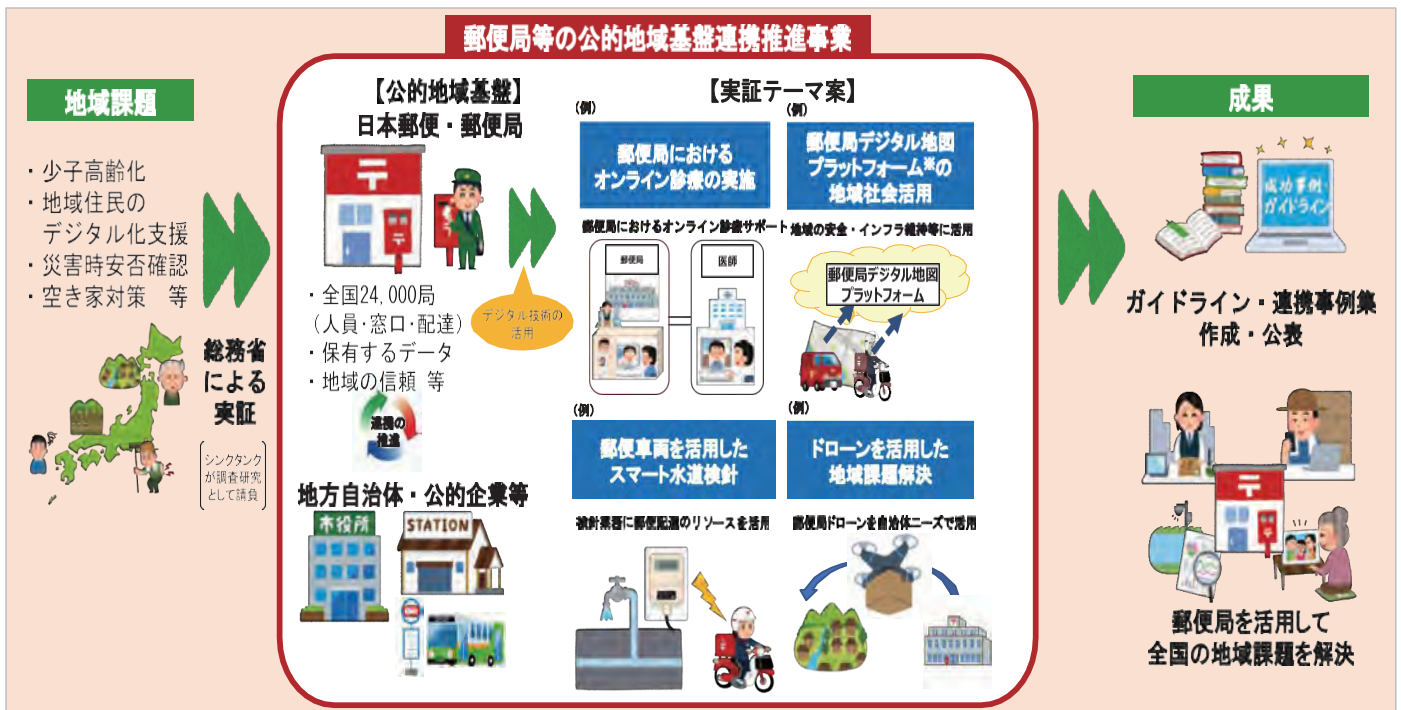 郵便局等の公的地域基盤連携推進事業
地域課題
・少子高齢化
・地域住民の
デジタル化支援
・災害時安否確認
・空き家対策 等
総務省
による
実証
シンクタンク
が調査研究
として請負
【公的地域基盤】
日本郵便・郵便局
・全国24,000局
(人員・窓口・配達)
・保有するデータ
・地域の信頼 等
連携の
推進
地方自治体・公的企業等
市役所
STATION
デジタル技術の
活用
【実証テーマ案】
(例)
郵便局における
オンライン診療の実施
郵便局におけるオンライン診療サポート
郵便局
医師
(例)
郵便局デジタル地図
プラットフォーム※の
地域社会活用
地域の安全・インフラ維持等に活用
郵便局デジタル地図
プラットフォーム
(例)
郵便車両を活用した
スマート水道検針
検針業務に郵便配達のリソースを活用
(例)
ドローンを活用した
地域課題解決
郵便局ドローンを自治体ニーズで活用
成果
成功事例・
ガイドライン
ガイドライン・連携事例集
作成・公表
郵便局を活用して
全国の地域課題を解決